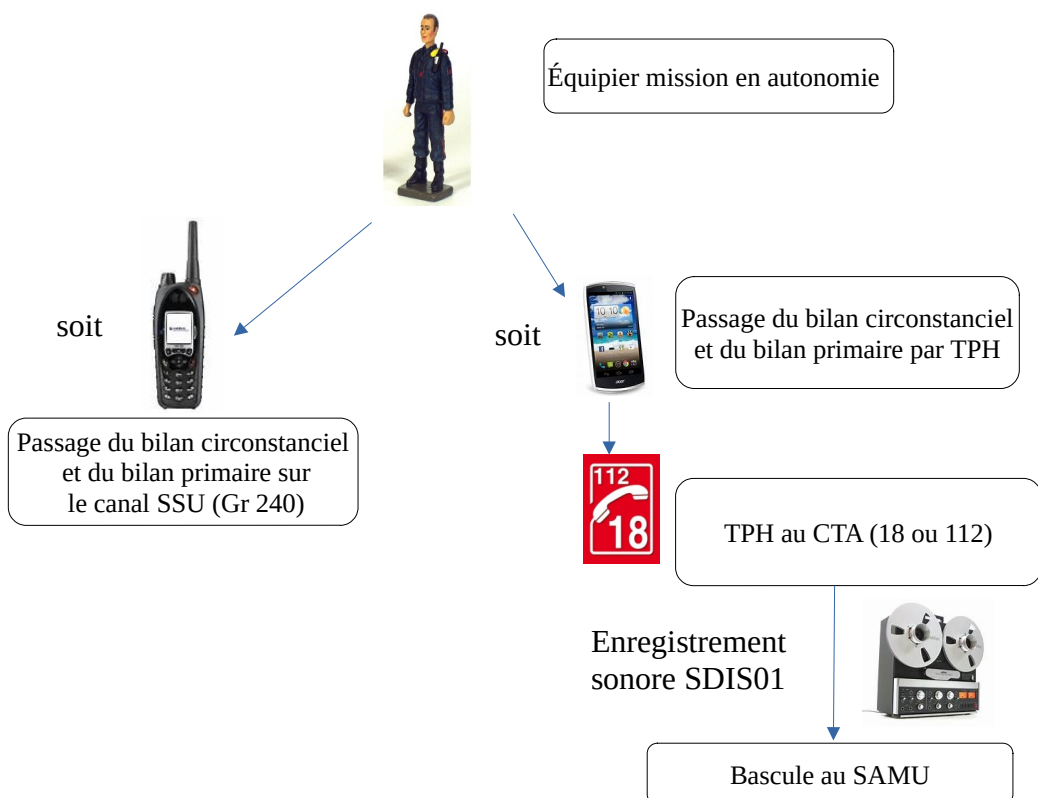 Équipier mission en autonomie
soit
soit
Passage du bilan circonstanciel
et du bilan primaire par TPH
Passage du bilan circonstanciel
et du bilan primaire sur
le canal SSU (Gr 240)
112
18
TPH au CTA (18 ou 112)
Enregistrement
sonore SDIS01
Bascule au SAMU